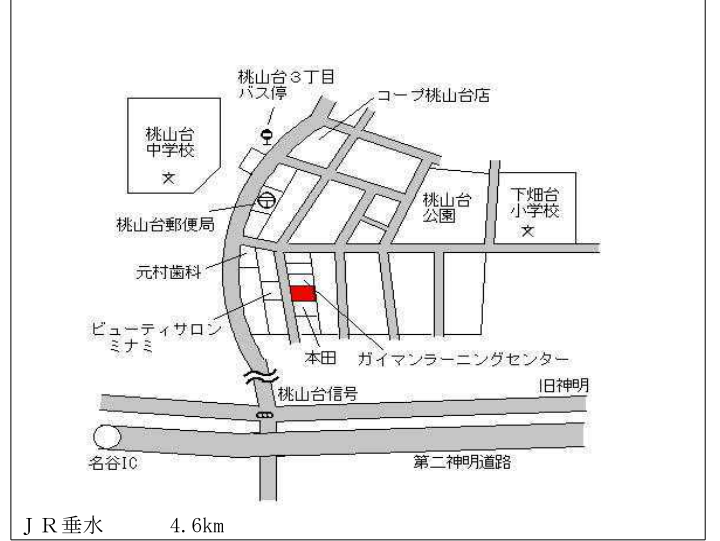 桃山台３丁目
バス停
コープ桃山台店
桃山台
中学校
文
桃山台
公園
下畑台
小学校
文
桃山台郵便局
元村歯科
ビューティサロン
ミナミ
本田
ガイマンラーニングセンター
桃山台信号
旧神明
名谷IC
第二神明道路
ＪＲ垂水 4.6km